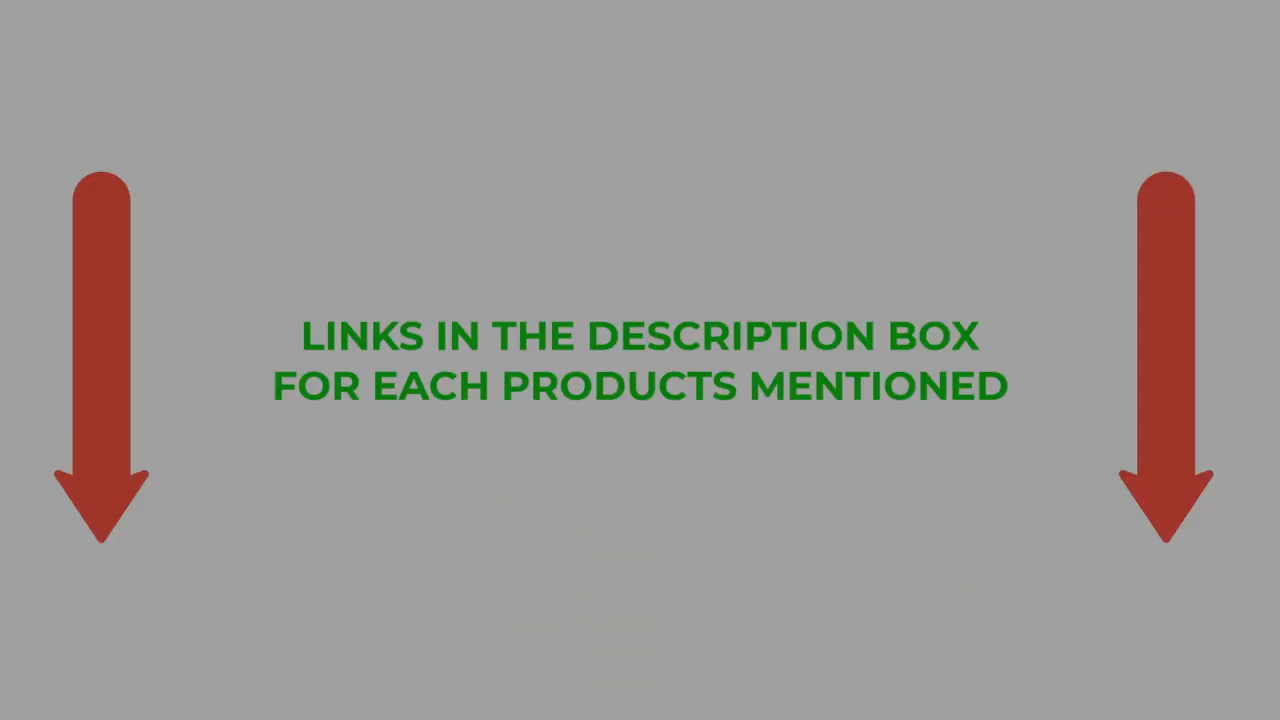 LINKS IN THE DESCRIPTION BOX
FOR EACH PRODUCTS MENTIONED